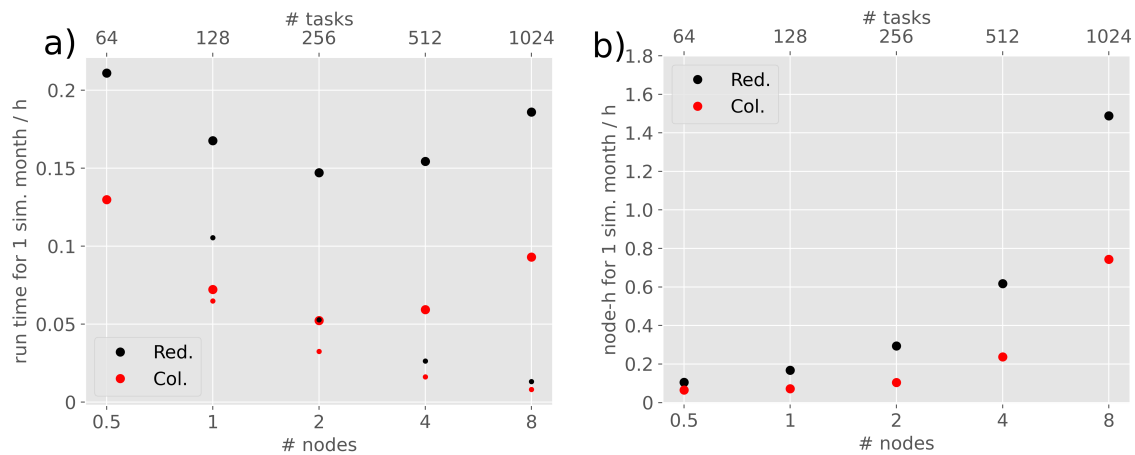 a)
# tasks
64 128 256 512 1024
run time for 1 sim. month / h
0.2
0.15
0.1
0.05
0
Red.
Col.
0.5 1 2 4 8
# nodes
b)
# tasks
64 128 256 512 1024
node-h for 1 sim. month / h
1.8
1.6
1.4
1.2
1.0
0.8
0.6
0.4
0.2
0
Red.
Col.
0.5 1 2 4 8
# nodes